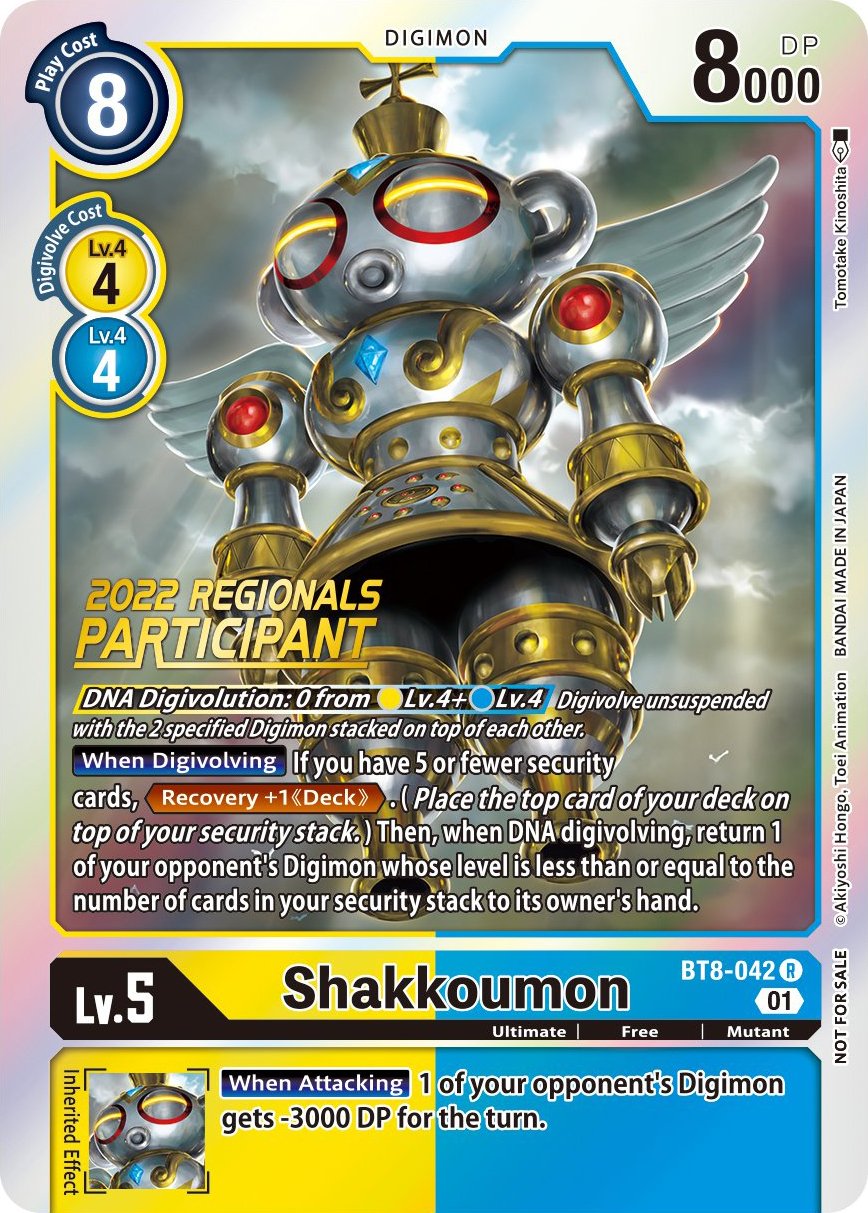 DIGIMON
Play Cost
8
DP
8000
Digivolve Cost
Lv.4
4
Lv.4
4
Tomotake Kinoshita
2022 REGIONALS
PARTICIPANT
DNA Digivolution: 0 from Lv.4+ Lv.4 Digivolve unsuspended
with the 2 specified Digimon stacked on top of each other.
When Digivolving If you have 5 or fewer security
cards, Recovery +1《Deck》. (Place the top card of your deck on
top of your security stack.) Then, when DNA digivolving, return 1
of your opponent's Digimon whose level is less than or equal to the
number of cards in your security stack to its owner's hand.
©Akiyoshi Hongo, Toei Animation BANDAI MADE IN JAPAN
NOT FOR SALE
Lv.5
Shakkoumon
BT8-042 R
01
Ultimate | Free | Mutant
Inherited Effect
When Attacking 1 of your opponent's Digimon
gets -3000 DP for the turn.